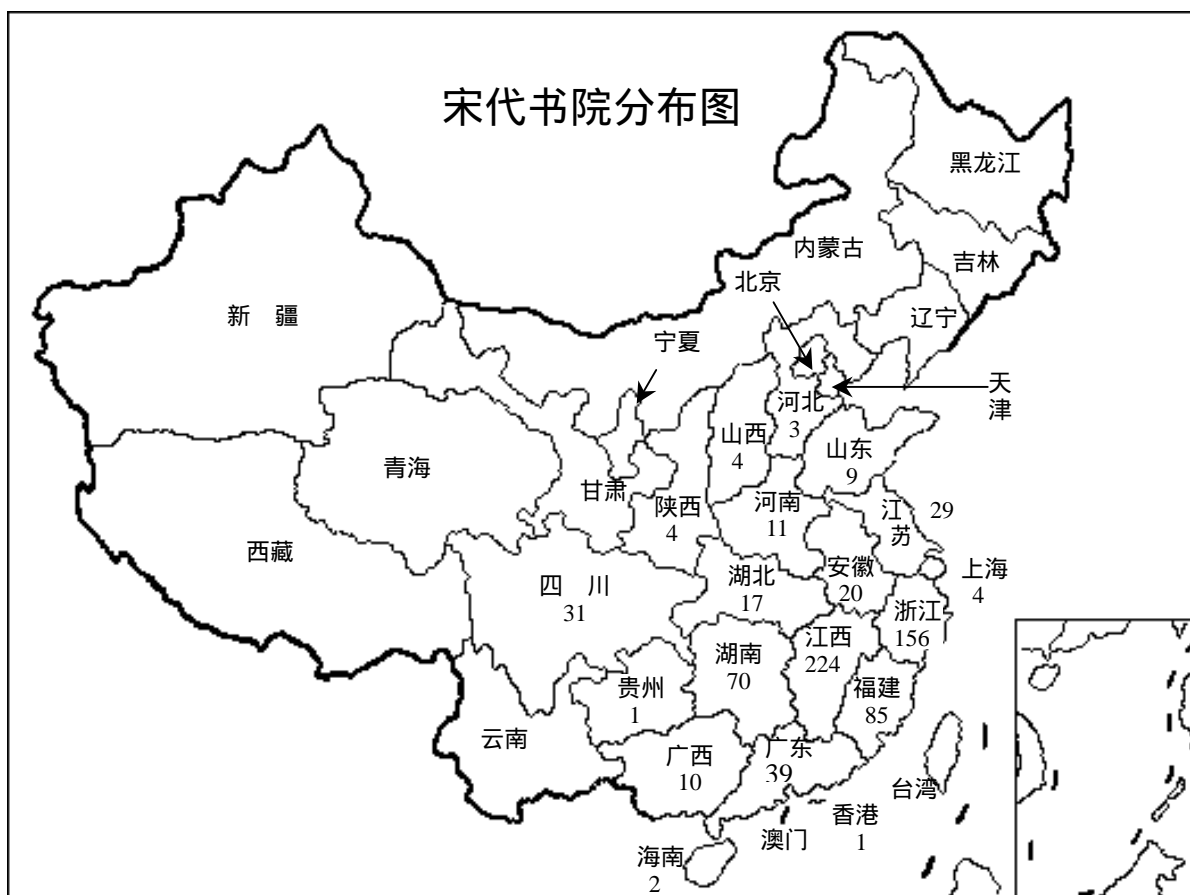 宋代书院分布图
黑龙江
内蒙古
吉林
北京
辽宁
新 疆
宁夏
天
津
河北
3
山西
4
山东
9
青海
甘肃
陕西
4
河南
11
江
苏
29
西藏
四 川
31
湖北
17
安徽
20
上海
4
浙江
156
湖南
70
江西
224
贵州
1
福建
85
云南
广西
10
广东
39
台湾
香港
1
澳门
海南
2